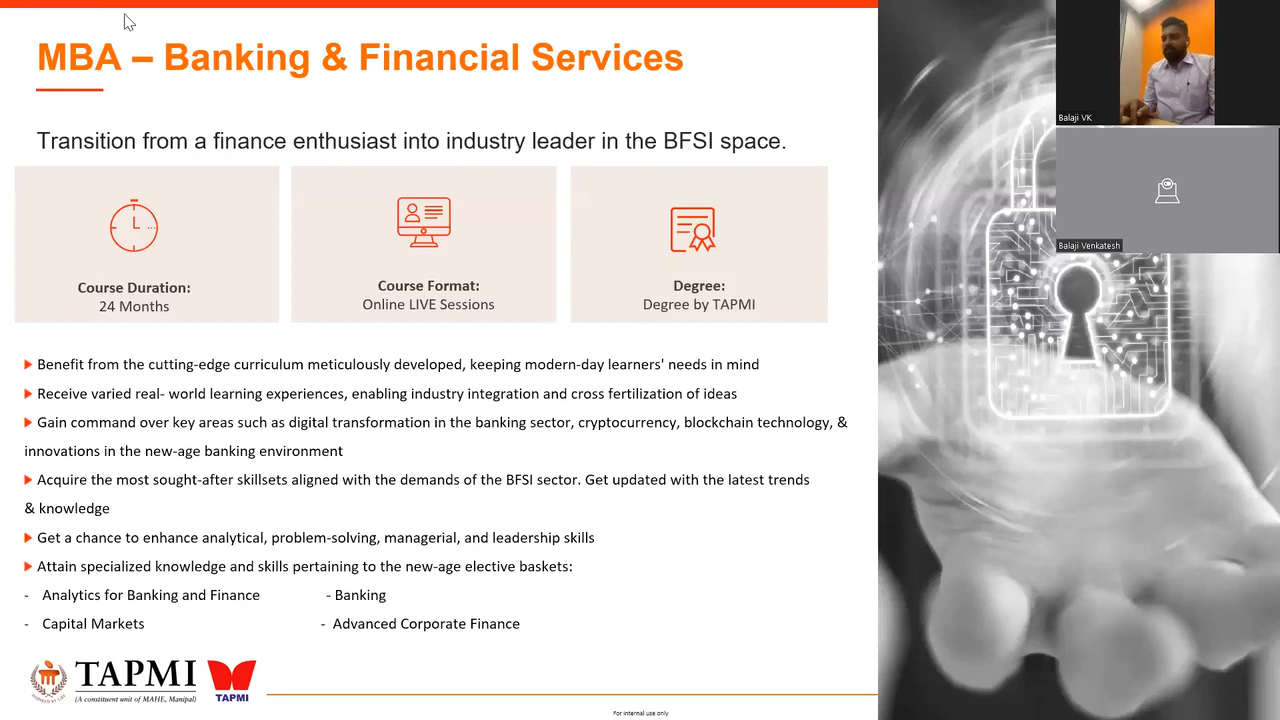 MBA – Banking & Financial Services
Transition from a finance enthusiast into industry leader in the BFSI space.
Course Duration:
24 Months
Course Format:
Online LIVE Sessions
Degree:
Degree by TAPMI
Benefit from the cutting-edge curriculum meticulously developed, keeping modern-day learners' needs in mind
Receive varied real- world learning experiences, enabling industry integration and cross fertilization of ideas
Gain command over key areas such as digital transformation in the banking sector, cryptocurrency, blockchain technology, &
innovations in the new-age banking environment
Acquire the most sought-after skillsets aligned with the demands of the BFSI sector. Get updated with the latest trends
& knowledge
Get a chance to enhance analytical, problem-solving, managerial, and leadership skills
Attain specialized knowledge and skills pertaining to the new-age elective baskets:
- Analytics for Banking and Finance - Banking
- Capital Markets - Advanced Corporate Finance
TAPMI
(A constituent unit of MAHE, Manipal)
TAPMI
For internal use only
Balaji VK
Balaji Venkatesh